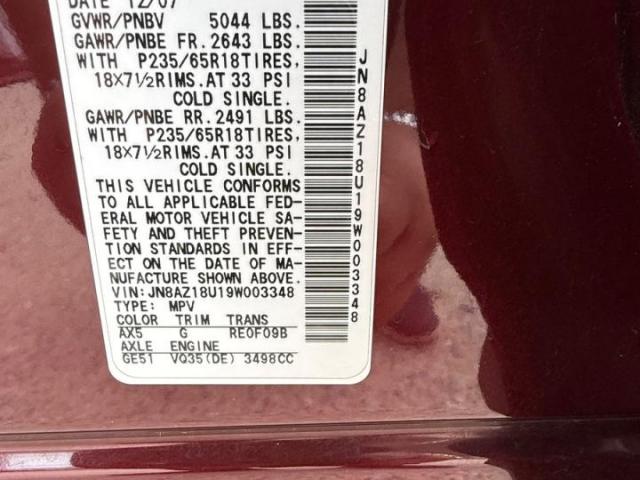 DATE 12/07
GVWR/PNBV 5044 LBS.
GAWR/PNBE FR. 2643 LBS.
WITH P235/65R18TIRES,
18X7½RIMS.AT 33 PSI
COLD SINGLE.
GAWR/PNBE RR. 2491 LBS.
WITH P235/65R18TIRES,
18X7½RIMS.AT 33 PSI
COLD SINGLE.
THIS VEHICLE CONFORMS
TO ALL APPLICABLE FED-
ERAL MOTOR VEHICLE SA-
FETY AND THEFT PREVEN-
TION STANDARDS IN EFF-
ECT ON THE DATE OF MA-
NUFACTURE SHOWN ABOVE.
VIN:JN8AZ18U19W003348
TYPE: MPV
COLOR TRIM TRANS
AX5 G RE0F09B
AXLE ENGINE
GE51 VQ35(DE) 3498CC
JN8AZ18U19W003348